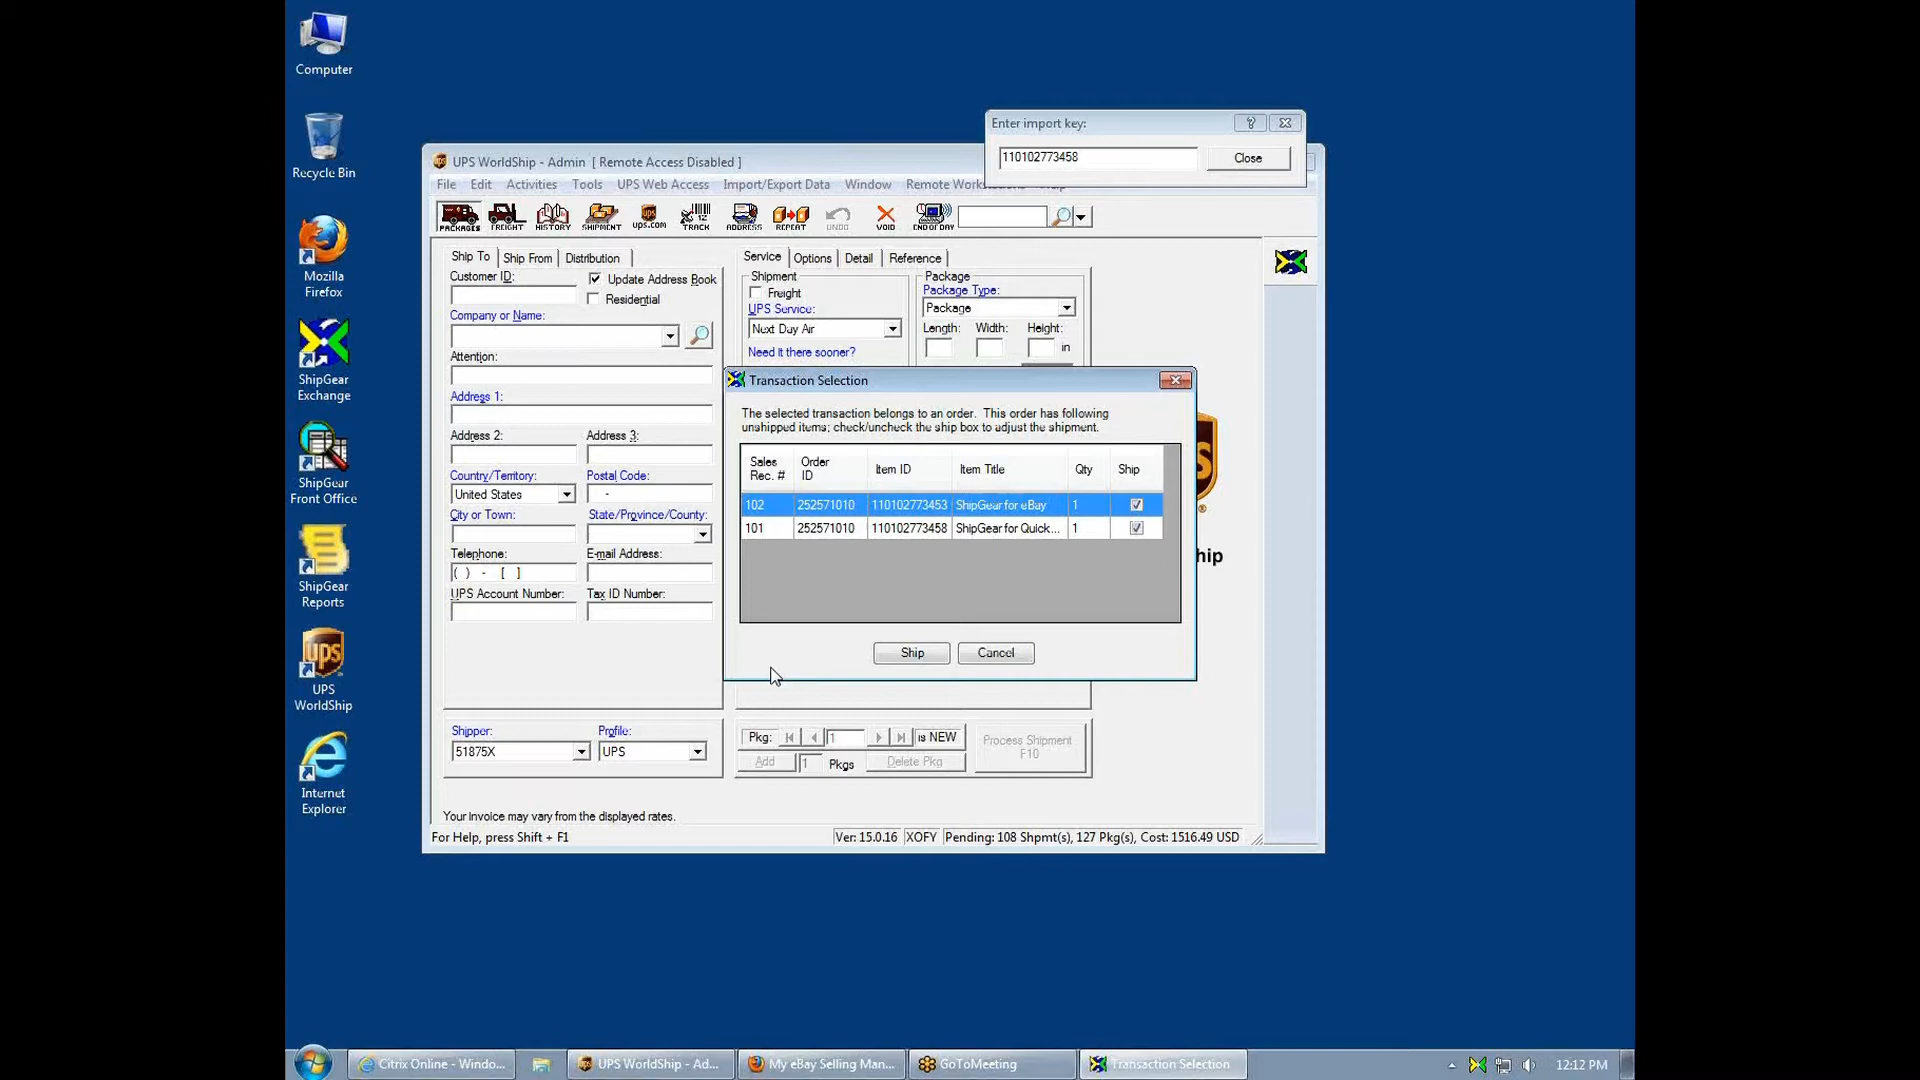 Computer
Recycle Bin
Mozilla
Firefox
ShipGear
Exchange
ShipGear
Front Office
ShipGear
Reports
UPS
WorldShip
Internet
Explorer
Enter import key:
110102773458
Close
UPS WorldShip - Admin [ Remote Access Disabled ]
File Edit Activities Tools UPS Web Access Import/Export Data Window
PACKAGES FREIGHT HISTORY SHIPMENT ups.com TRACK ADDRESS REPEAT UNDO VOID END OF DAY
Ship To Ship From Distribution
Customer ID:
Update Address Book
Residential
Company or Name:
Attention:
Address 1:
Address 2: Address 3:
Country/Territory: Postal Code:
United States -
City or Town: State/Province/County:
Telephone: E-mail Address:
( ) - [ ]
UPS Account Number: Tax ID Number:
Service Options Detail Reference
Shipment
Freight
UPS Service:
Next Day Air
Need it there sooner?
Package
Package Type:
Package
Length: Width: Height:
in
Transaction Selection
The selected transaction belongs to an order. This order has following
unshipped items; check/uncheck the ship box to adjust the shipment.
Sales Rec. # Order ID Item ID Item Title Qty Ship
102 252571010 110102773453 ShipGear for eBay 1
101 252571010 110102773458 ShipGear for Quick... 1
Ship Cancel
hip
Shipper: Profile:
51875X UPS
Pkg: 1 is NEW
Add 1 Pkgs Delete Pkg
Process Shipment
F10
Your invoice may vary from the displayed rates.
For Help, press Shift + F1
Ver: 15.0.16 XOFY Pending: 108 Shpmt(s), 127 Pkg(s), Cost: 1516.49 USD
Citrix Online - Windo... UPS WorldShip - Ad... My eBay Selling Man... GoToMeeting Transaction Selection 12:12 PM